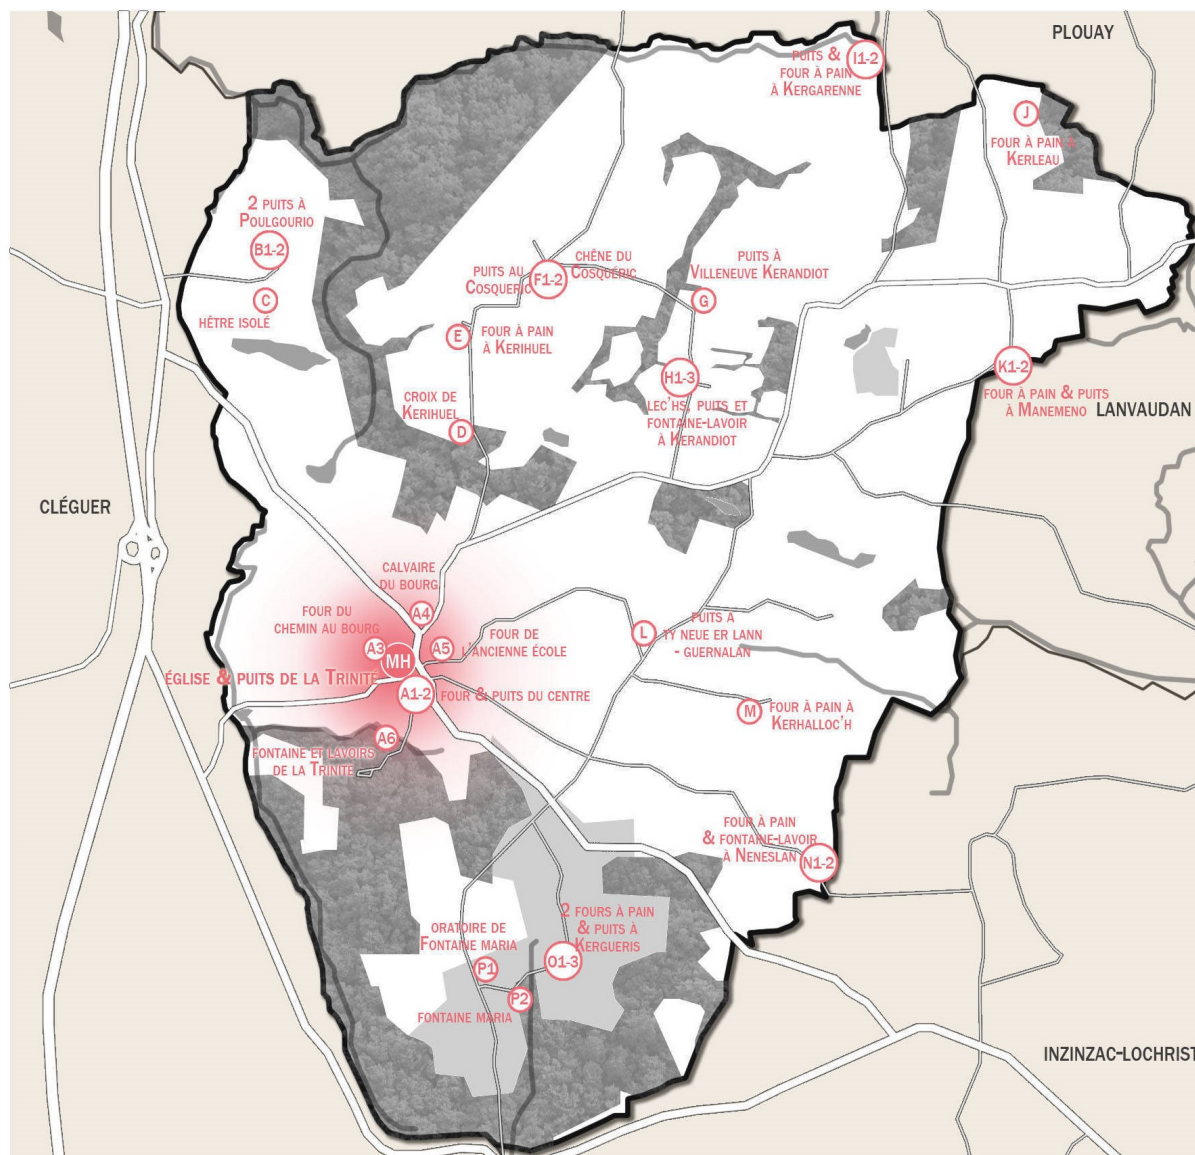 PLOUAY
PUITS &
FOUR À PAIN
À KERGARENNE
I1-2
J
FOUR À PAIN À
KERLEAU
2 PUITS À
POULGOURIO
B1-2
C
HÊTRE ISOLÉ
CHÊNE DU
COSQUÉRIC
PUITS AU
COSQUERIC
F1-2
PUITS À
VILLENEUVE KERANDIOT
G
E
FOUR À PAIN
À KERIHUEL
H1-3
LEC'HS, PUITS ET
FONTAINE-LAVOIR
À KERANDIOT
K1-2
FOUR À PAIN & PUITS
À MANEMENO
LANVAUDAN
CROIX DE
KERIHUEL
D
CLÉGUER
CALVAIRE
DU BOURG
A4
FOUR DU
CHEMIN AU BOURG
A3
MH
A5
FOUR DE
L'ANCIENNE ÉCOLE
ÉGLISE & PUITS DE LA TRINITÉ
A1-2
FOUR & PUITS DU CENTRE
L
PUITS À
TY NEUE ER LANN
- GUERNALAN
M
FOUR À PAIN À
KERHALLOC'H
A6
FONTAINE ET LAVOIRS
DE LA TRINITÉ
FOUR À PAIN
& FONTAINE-LAVOIR
À NENESLAN
N1-2
ORATOIRE DE
FONTAINE MARIA
P1
2 FOURS À PAIN
& PUITS À
KERGUERIS
O1-3
P2
FONTAINE MARIA
INZINZAC-LOCHRIST